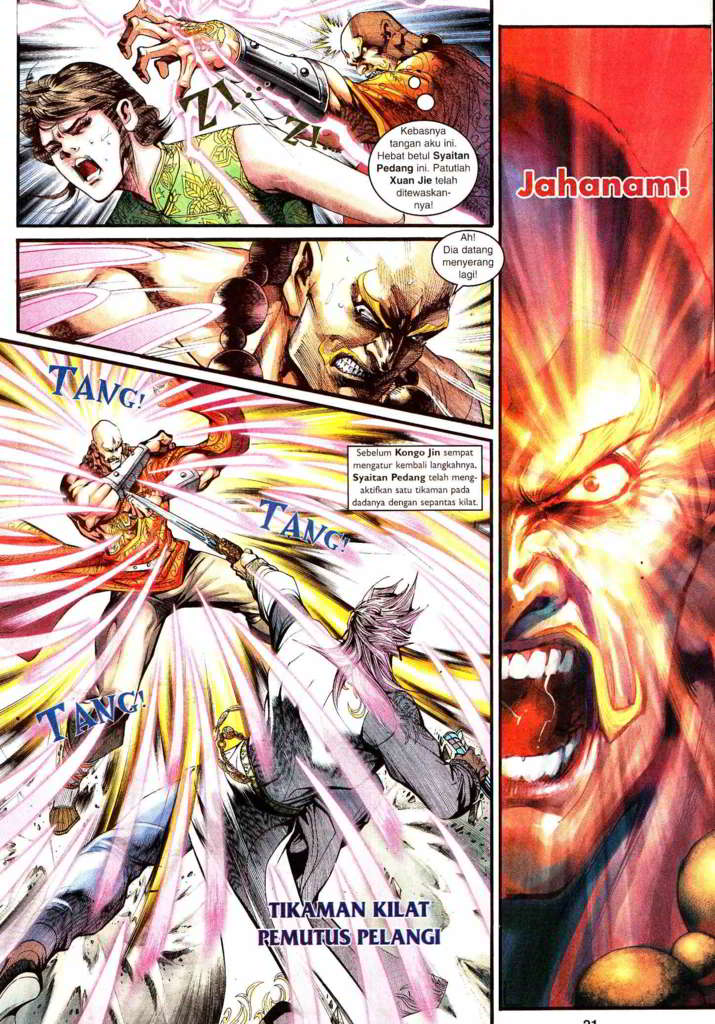 ZI...
ZI...
Kebasnya
tangan aku ini.
Hebat betul Syaitan
Pedang ini. Patutlah
Xuan Jie telah
ditewaskan-
nya!
Ah!
Dia datang
menyerang
lagi!
TANG!
Sebelum Kongo Jin sempat
mengatur kembali langkahnya,
Syaitan Pedang telah meng-
aktifkan satu tikaman pada
dadanya dengan sepantas kilat.
TANG!
TANG!
TIKAMAN KILAT
PEMUTUS PELANGI
Jahanam!